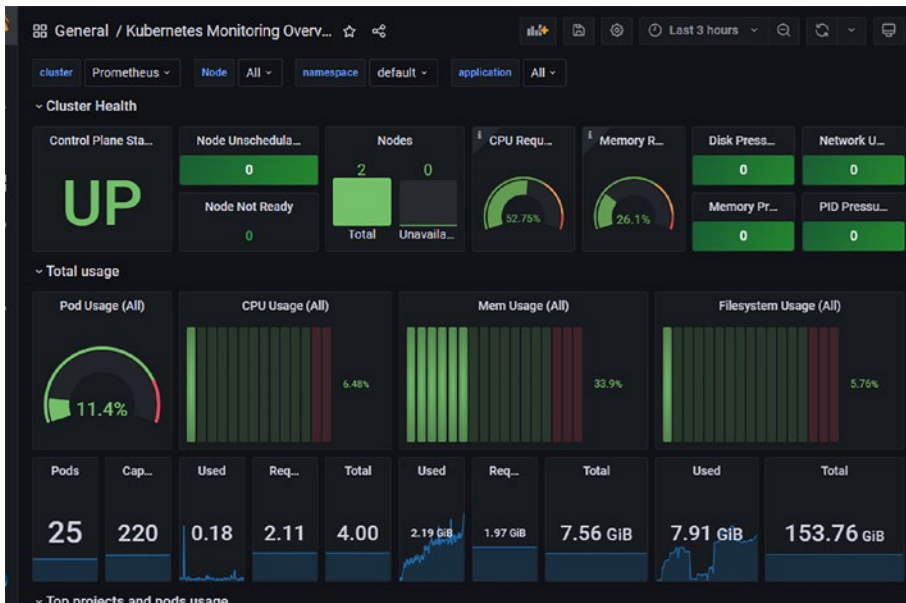 General / Kubernetes Monitoring Overv...
Last 3 hours
cluster Prometheus Node All namespace default application All
Cluster Health
Control Plane Sta...
UP
Node Unschedula...
0
Node Not Ready
0
Nodes
2 0
Total Unavaila...
CPU Requ...
52.75%
Memory R...
26.1%
Disk Press...
0
Memory Pr...
0
Network U...
0
PID Pressu...
0
Total usage
Pod Usage (All)
11.4%
CPU Usage (All)
6.48%
Mem Usage (All)
33.9%
Filesystem Usage (All)
5.76%
Pods
25
Cap...
220
Used
0.18
Req...
2.11
Total
4.00
Used
2.19 GiB
Req...
1.97 GiB
Total
7.56 GiB
Used
7.91 GiB
Total
153.76 GiB
Top projects and pods usage